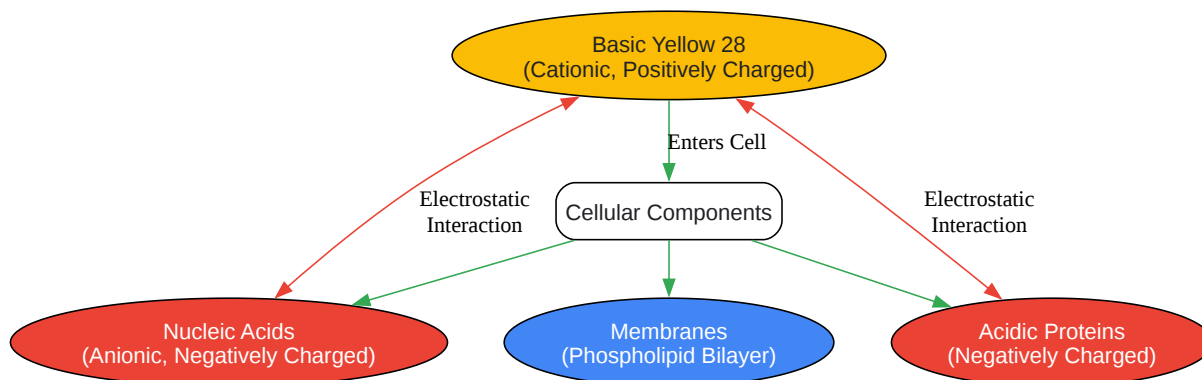 Basic Yellow 28
(Cationic, Positively Charged)
Enters Cell
Electrostatic
Interaction
Cellular Components
Electrostatic
Interaction
Nucleic Acids
(Anionic, Negatively Charged)
Membranes
(Phospholipid Bilayer)
Acidic Proteins
(Negatively Charged)